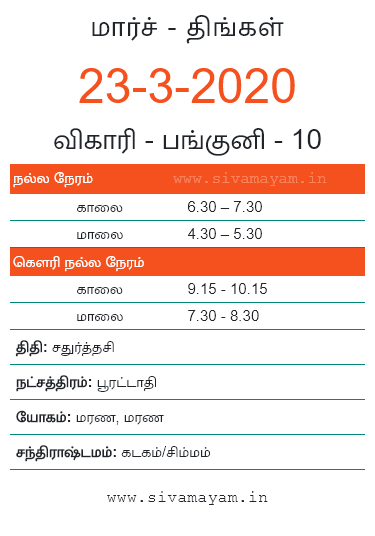 மார்ச் - திங்கள்
23-3-2020
விகாரி - பங்குனி - 10
நல்ல நேரம் www.sivamayam.in
காலை 6.30 – 7.30
மாலை 4.30 – 5.30
கௌரி நல்ல நேரம்
காலை 9.15 - 10.15
மாலை 7.30 - 8.30
திதி: சதுர்த்தசி
நட்சத்திரம்: பூரட்டாதி
யோகம்: மரண, மரண
சந்திராஷ்டமம்: கடகம்/சிம்மம்
www.sivamayam.in